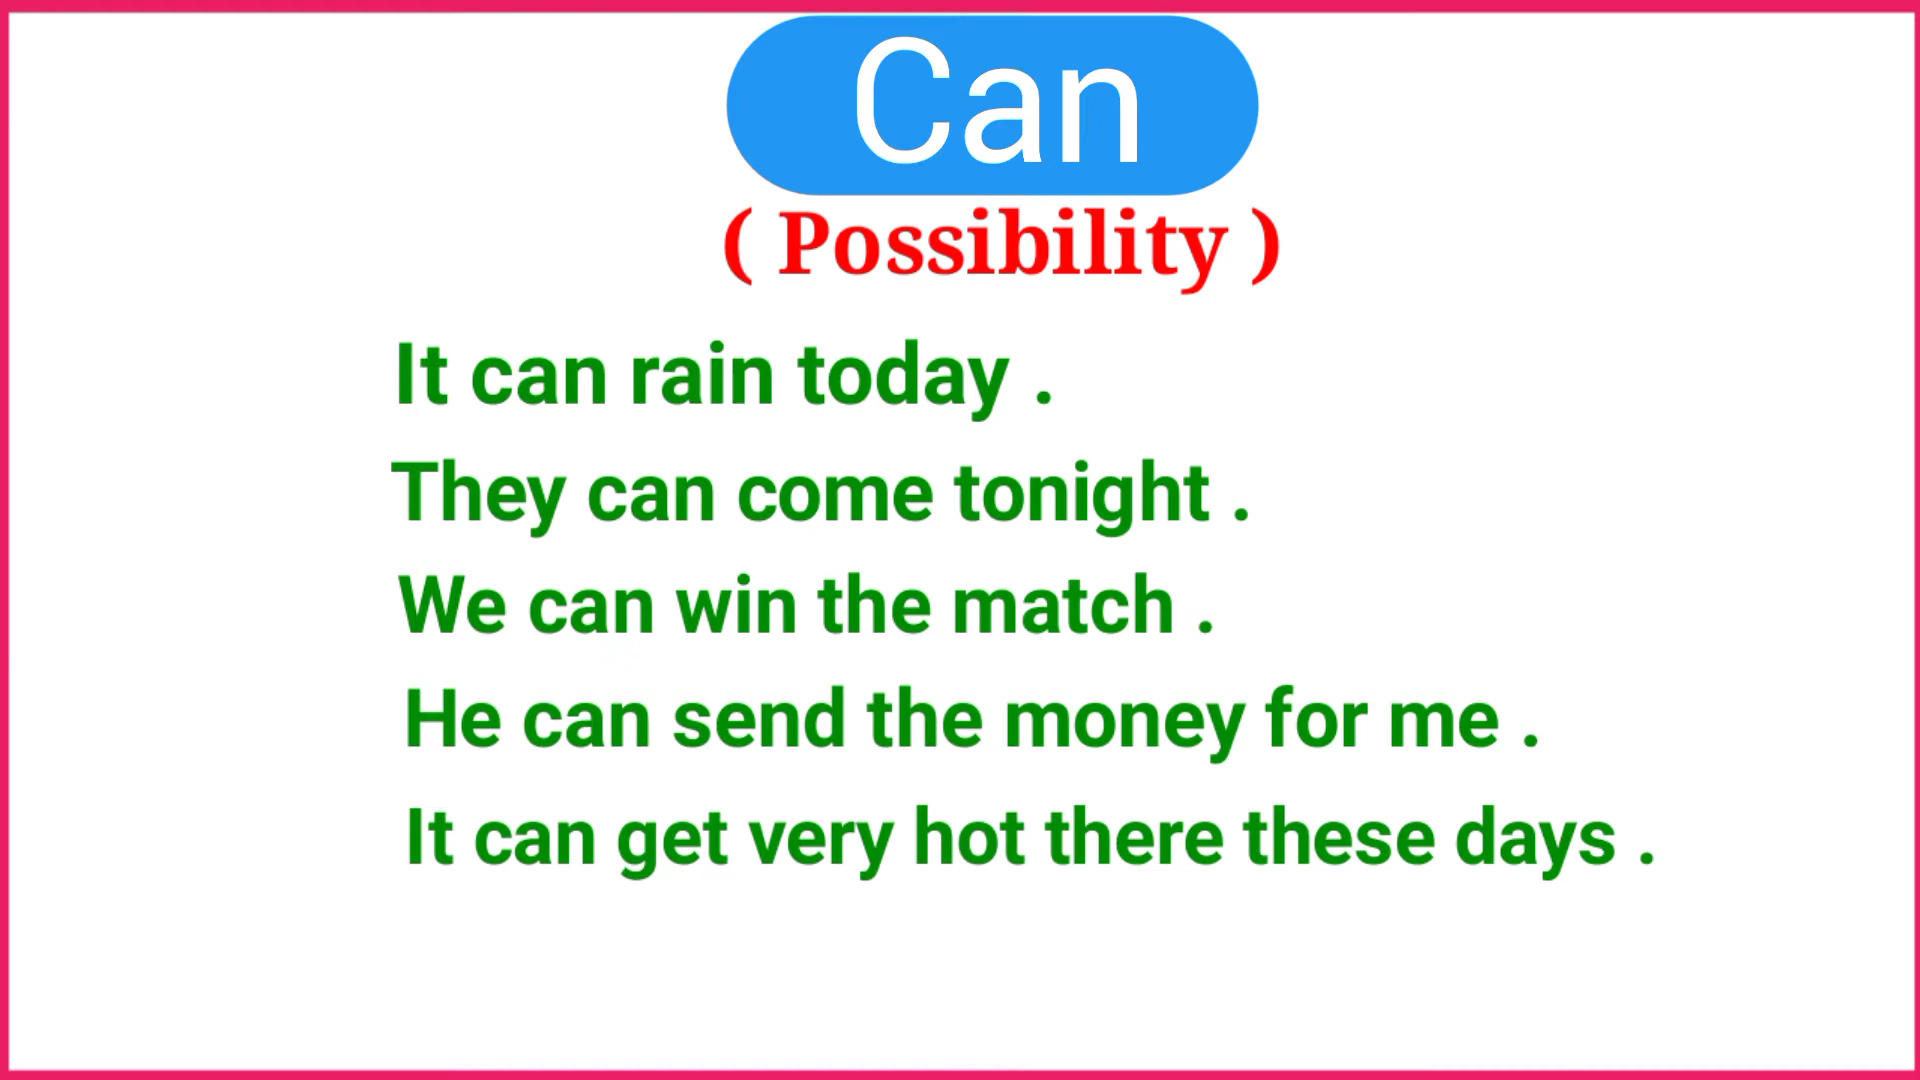 Can
( Possibility )
It can rain today .
They can come tonight .
We can win the match .
He can send the money for me .
It can get very hot there these days .